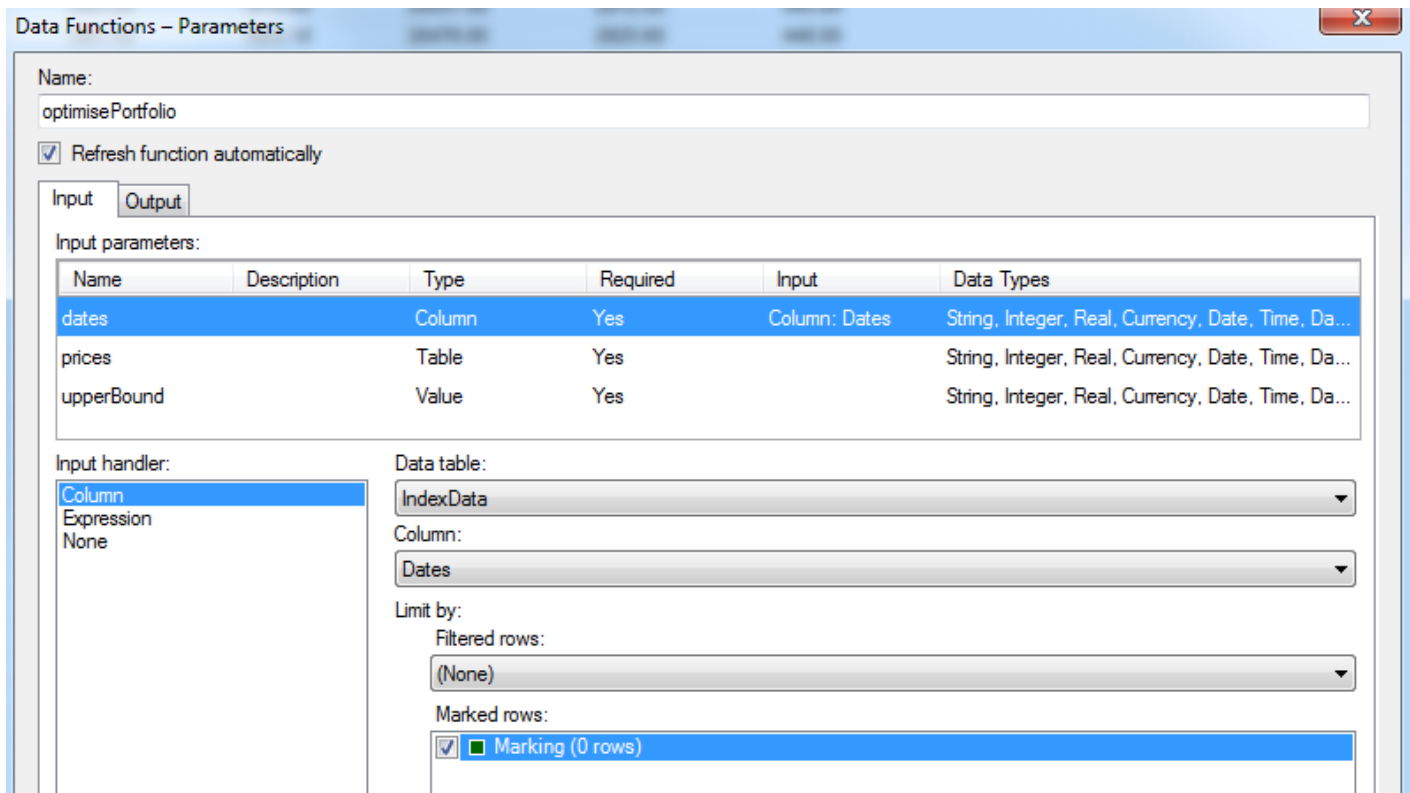 Data Functions – Parameters
Name:
optimisePortfolio
Refresh function automatically
Input Output
Input parameters:
Name Description Type Required Input Data Types
dates Column Yes Column: Dates String, Integer, Real, Currency, Date, Time, Da...
prices Table Yes String, Integer, Real, Currency, Date, Time, Da...
upperBound Value Yes String, Integer, Real, Currency, Date, Time, Da...
Input handler:
Column
Expression
None
Data table:
IndexData
Column:
Dates
Limit by:
Filtered rows:
(None)
Marked rows:
Marking (0 rows)